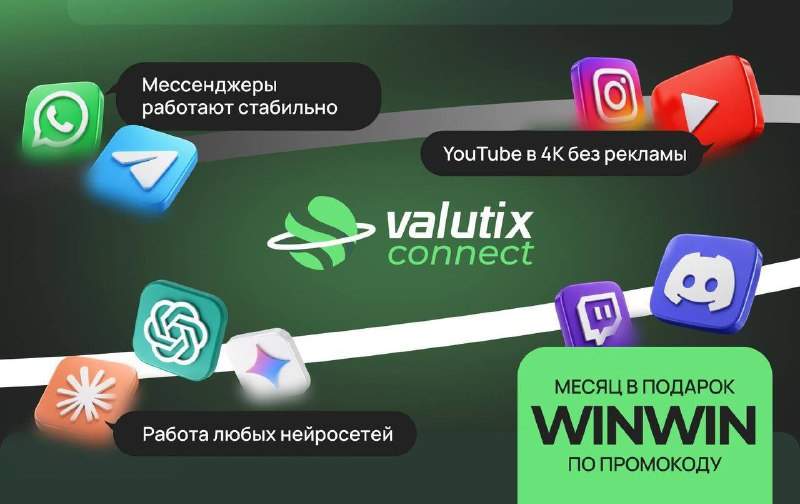 Мессенджеры
работают стабильно
YouTube в 4K без рекламы
valutix
connect
Работа любых нейросетей
МЕСЯЦ В ПОДАРОК
WINWIN
ПО ПРОМОКОДУ